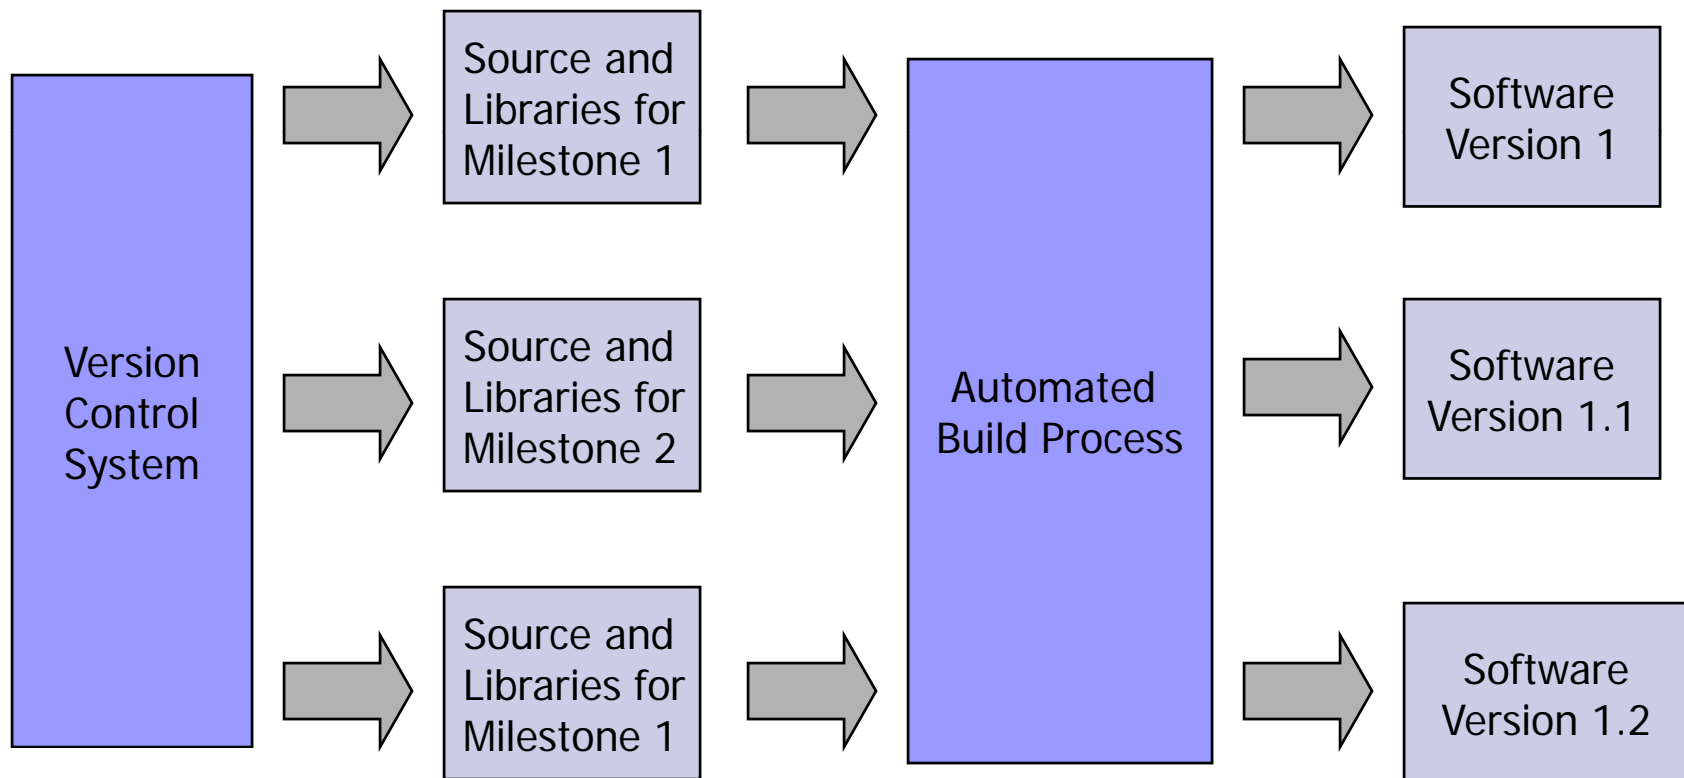 Version
Control
System
Source and
Libraries for
Milestone 1
Source and
Libraries for
Milestone 2
Source and
Libraries for
Milestone 1
Automated
Build Process
Software
Version 1
Software
Version 1.1
Software
Version 1.2